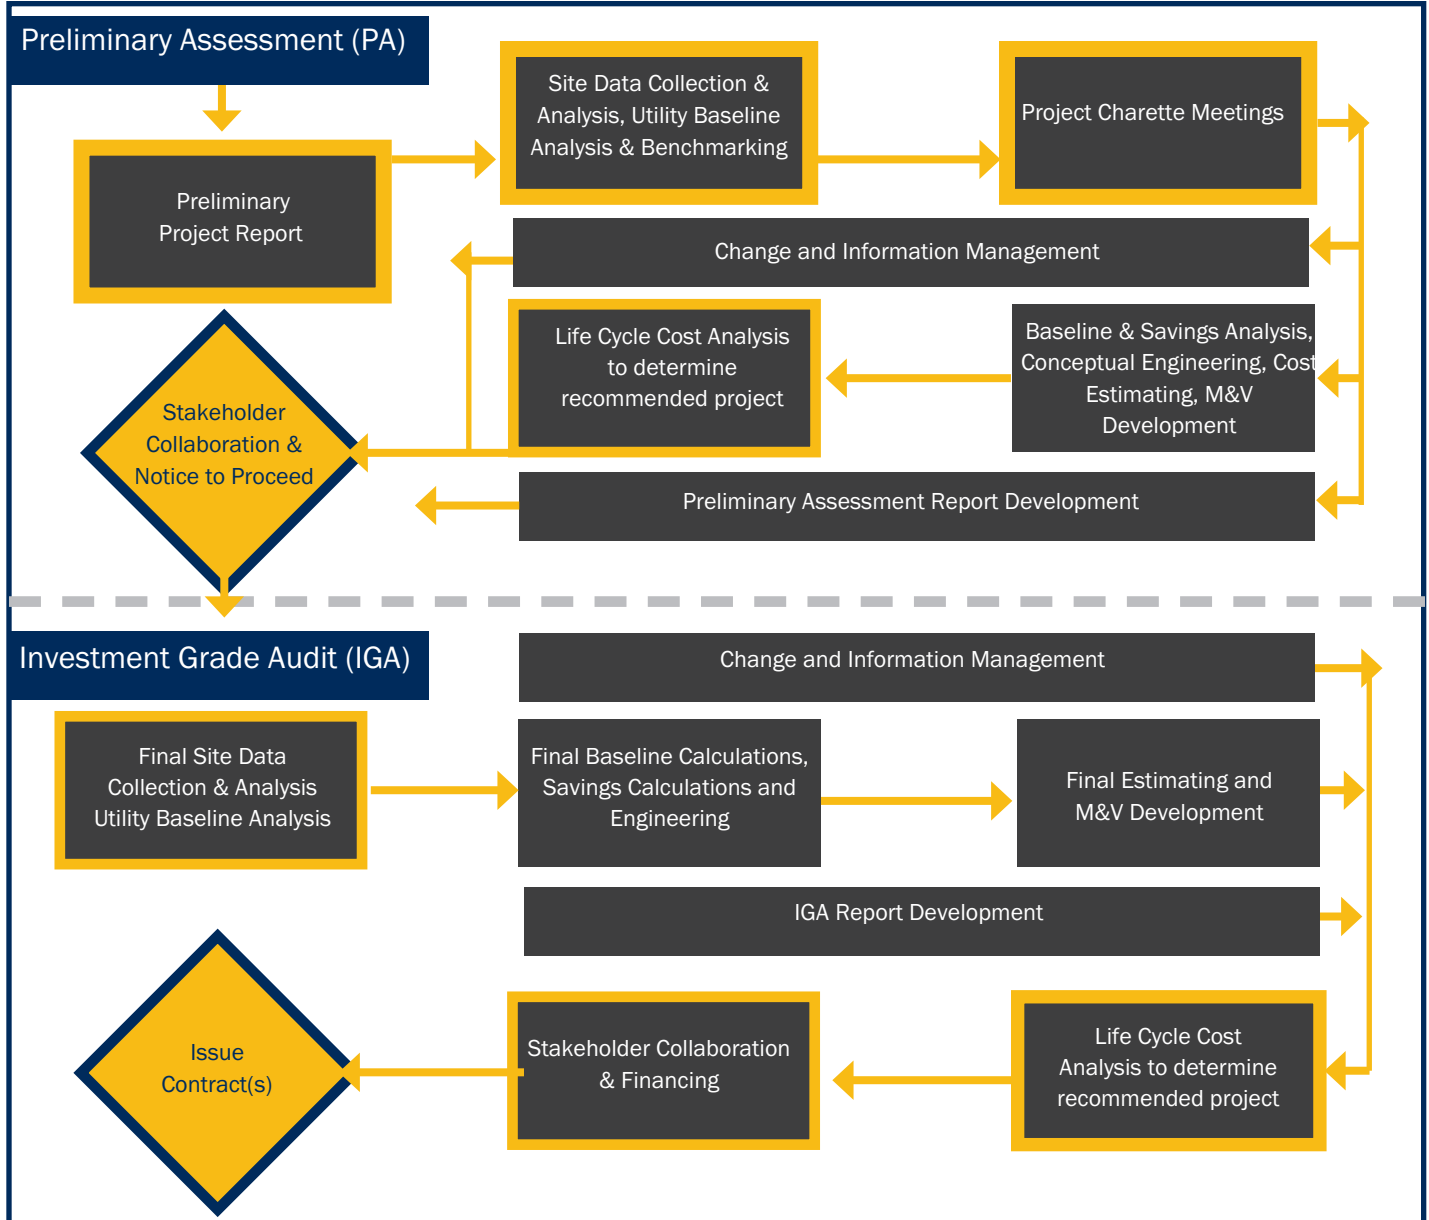 Preliminary Assessment (PA)
Site Data Collection &
Analysis, Utility Baseline
Analysis & Benchmarking
Project Charette Meetings
Preliminary
Project Report
Change and Information Management
Life Cycle Cost Analysis
to determine
recommended project
Baseline & Savings Analysis,
Conceptual Engineering, Cost
Estimating, M&V
Development
Stakeholder
Collaboration &
Notice to Proceed
Preliminary Assessment Report Development
Investment Grade Audit (IGA)
Change and Information Management
Final Site Data
Collection & Analysis
Utility Baseline Analysis
Final Baseline Calculations,
Savings Calculations and
Engineering
Final Estimating and
M&V Development
IGA Report Development
Issue
Contract(s)
Stakeholder Collaboration
& Financing
Life Cycle Cost
Analysis to determine
recommended project